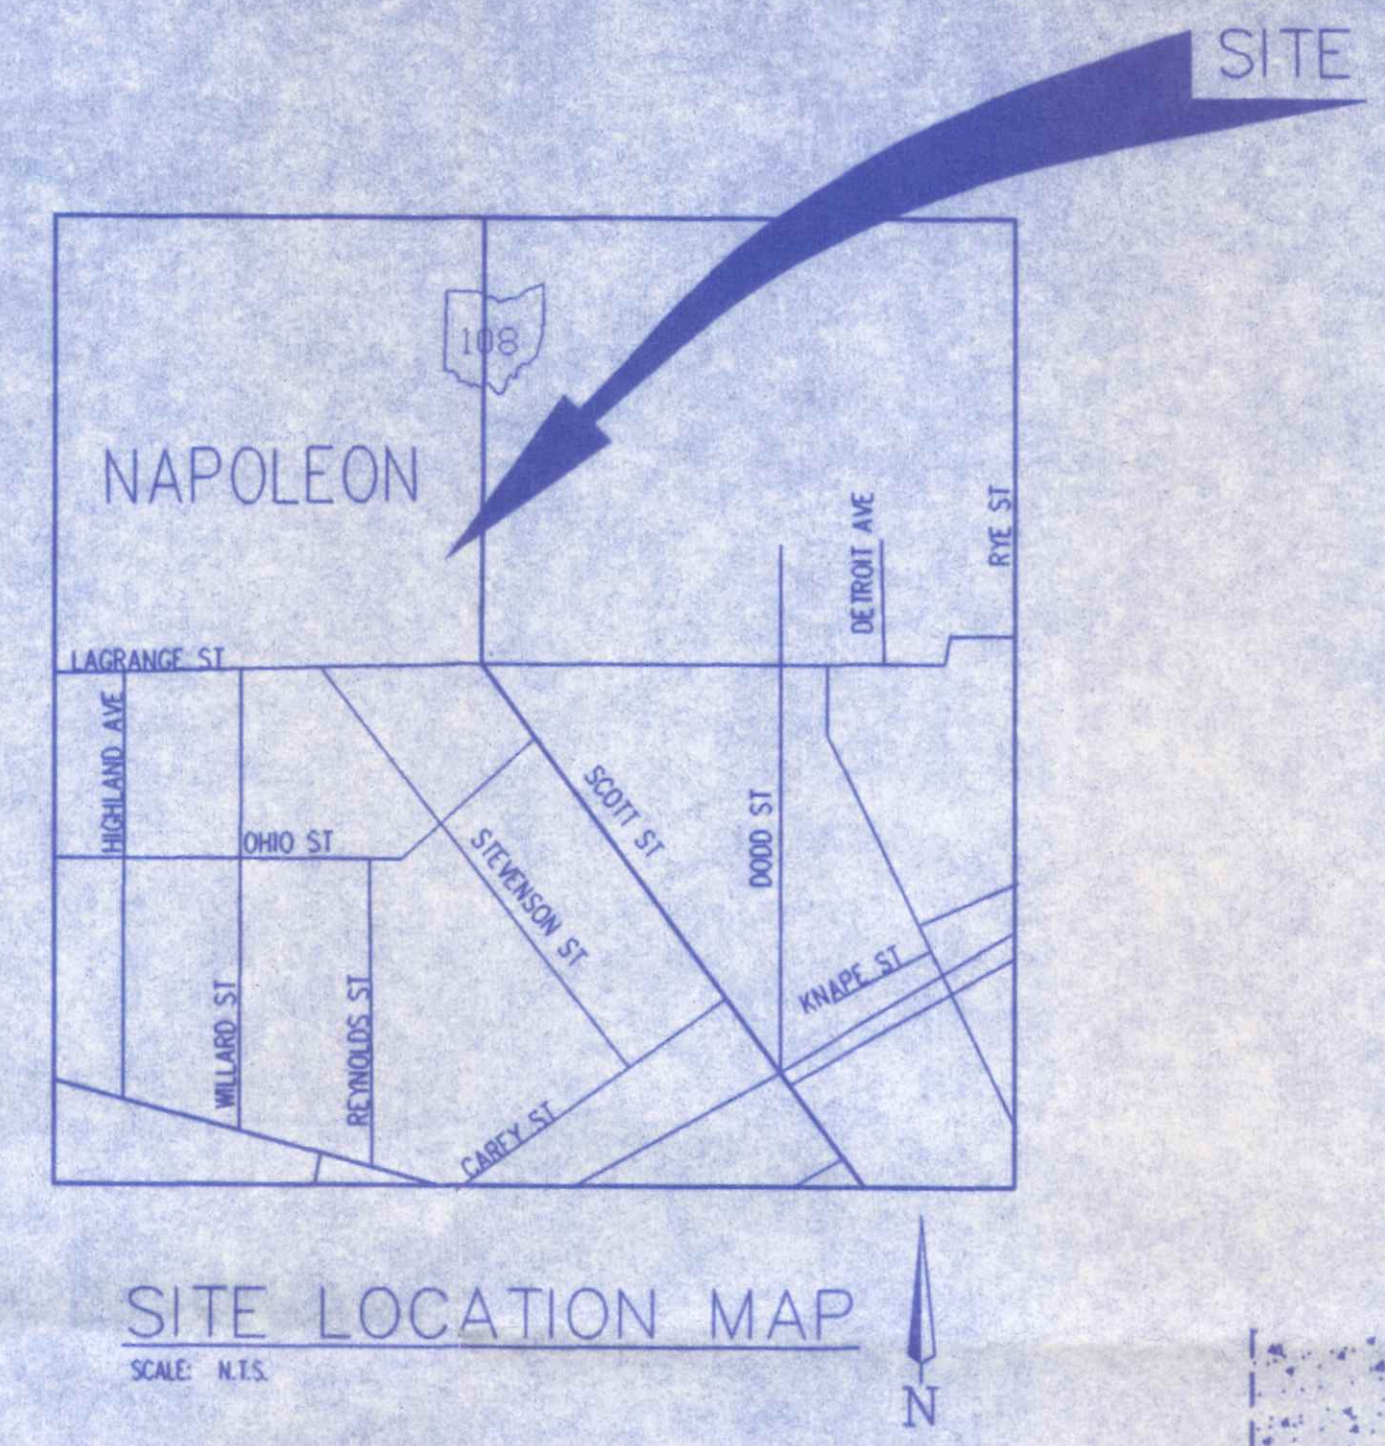 SITE
108
NAPOLEON
DETROIT AVE
RYE ST
LAGRANGE ST
HIGHLAND AVE
OHIO ST
SCOTT ST
STEVENSON ST
DODD ST
KNAPE ST
WILLARD ST
REYNOLDS ST
CAREY ST
SITE LOCATION MAP
SCALE: N.T.S.
N